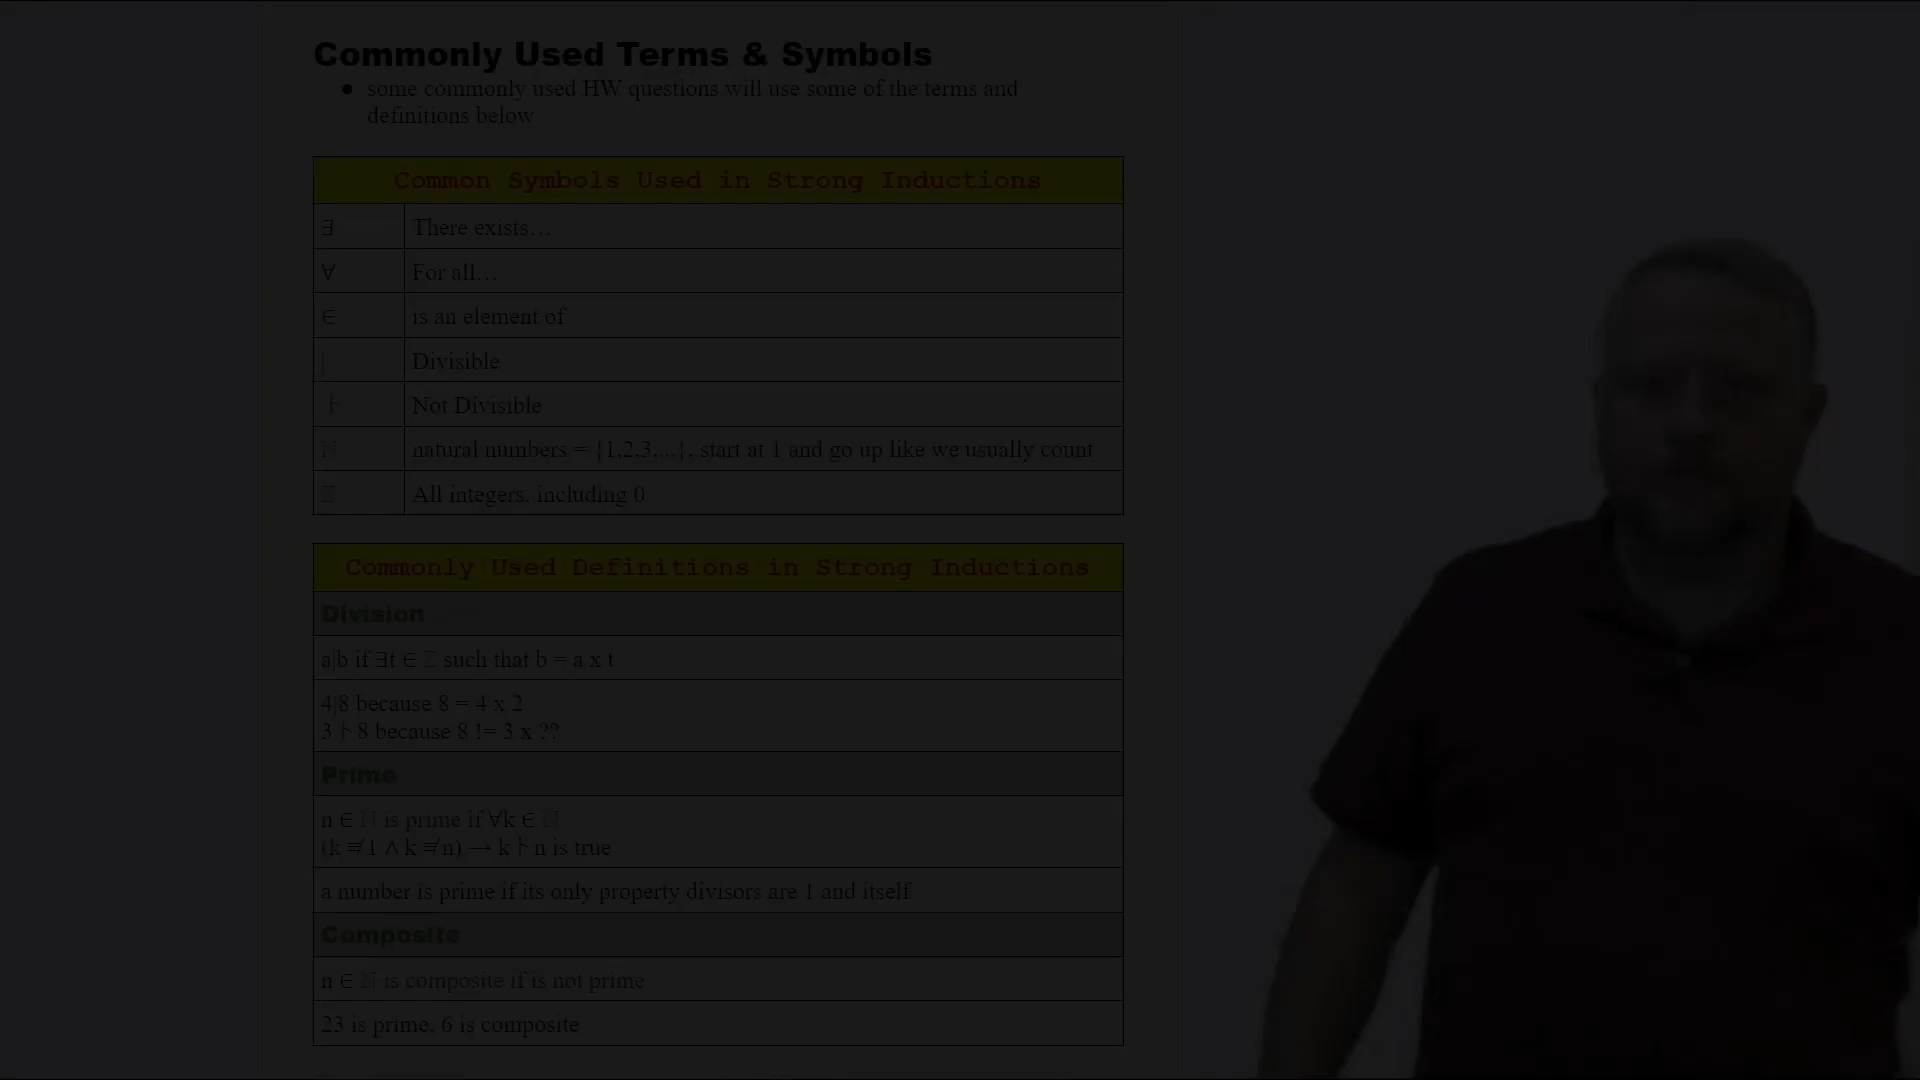 Commonly Used Terms & Symbols
● some commonly used HW questions will use some of the terms and
definitions below
Common Symbols Used in Strong Inductions
∃ There exists…
∀ For all…
∈ is an element of
| Divisible
⊦ Not Divisible
ℕ natural numbers = {1,2,3,...}, start at 1 and go up like we usually count
ℤ All integers, including 0
Commonly Used Definitions in Strong Inductions
Division
a|b if ∃t ∈ ℤ such that b = a x t
4|8 because 8 = 4 x 2
3 ⊦ 8 because 8 != 3 x ??
Prime
n ∈ ℕ is prime if ∀k ∈ ℕ
(k ≠ 1 ∧ k ≠ n) → k ⊦ n is true
a number is prime if its only property divisors are 1 and itself
Composite
n ∈ ℕ is composite if is not prime
23 is prime, 6 is composite